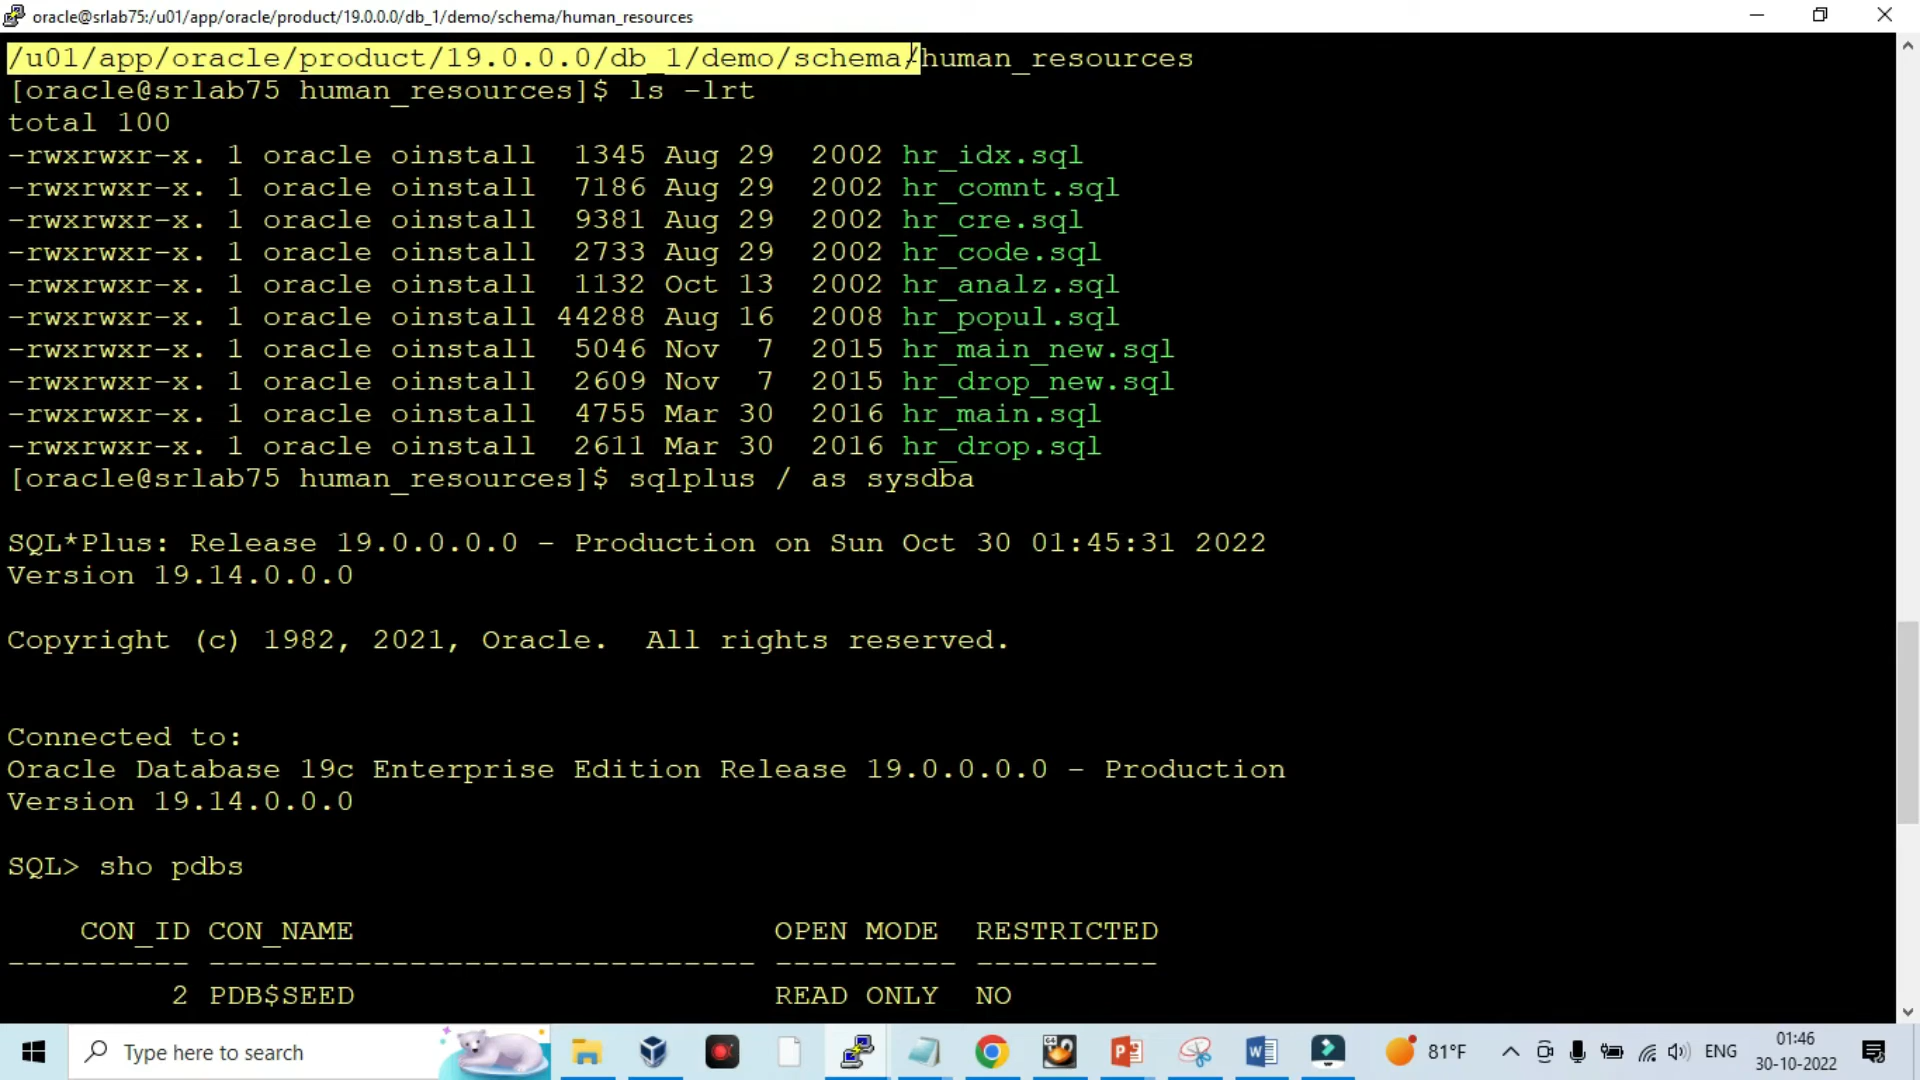 oracle@srlab75:/u01/app/oracle/product/19.0.0.0/db_1/demo/schema/human_resources
/u01/app/oracle/product/19.0.0.0/db_1/demo/schema/human_resources
[oracle@srlab75 human_resources]$ ls -lrt
total 100
-rwxrwxr-x. 1 oracle oinstall  1345 Aug 29  2002 hr_idx.sql
-rwxrwxr-x. 1 oracle oinstall  7186 Aug 29  2002 hr_comnt.sql
-rwxrwxr-x. 1 oracle oinstall  9381 Aug 29  2002 hr_cre.sql
-rwxrwxr-x. 1 oracle oinstall  2733 Aug 29  2002 hr_code.sql
-rwxrwxr-x. 1 oracle oinstall  1132 Oct 13  2002 hr_analz.sql
-rwxrwxr-x. 1 oracle oinstall 44288 Aug 16  2008 hr_popul.sql
-rwxrwxr-x. 1 oracle oinstall  5046 Nov  7  2015 hr_main_new.sql
-rwxrwxr-x. 1 oracle oinstall  2609 Nov  7  2015 hr_drop_new.sql
-rwxrwxr-x. 1 oracle oinstall  4755 Mar 30  2016 hr_main.sql
-rwxrwxr-x. 1 oracle oinstall  2611 Mar 30  2016 hr_drop.sql
[oracle@srlab75 human_resources]$ sqlplus / as sysdba
SQL*Plus: Release 19.0.0.0.0 - Production on Sun Oct 30 01:45:31 2022
Version 19.14.0.0.0
Copyright (c) 1982, 2021, Oracle.  All rights reserved.
Connected to:
Oracle Database 19c Enterprise Edition Release 19.0.0.0.0 - Production
Version 19.14.0.0.0
SQL> sho pdbs
    CON_ID CON_NAME                       OPEN MODE  RESTRICTED
---------- ------------------------------ ---------- ----------
         2 PDB$SEED                       READ ONLY  NO
Type here to search
81°F
ENG
01:46
30-10-2022